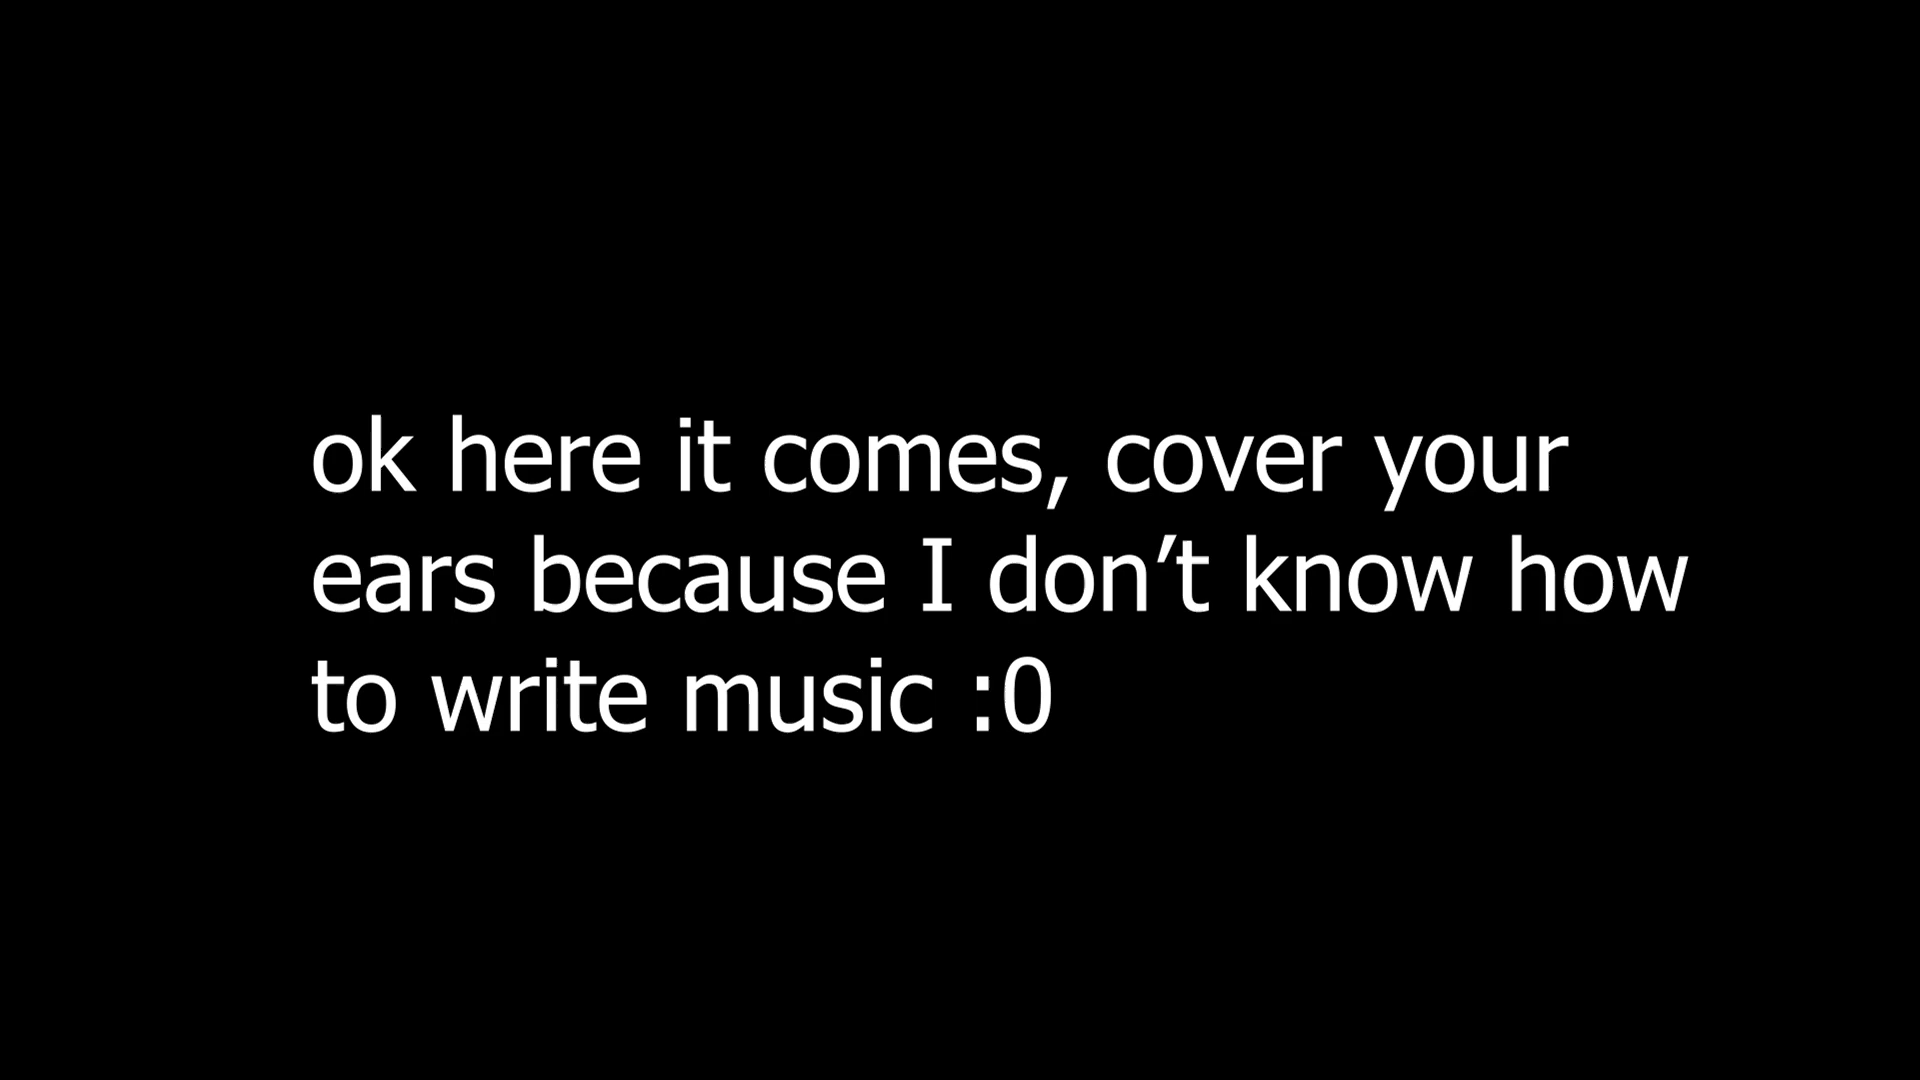 ok here it comes, cover your
ears because I don’t know how
to write music :0